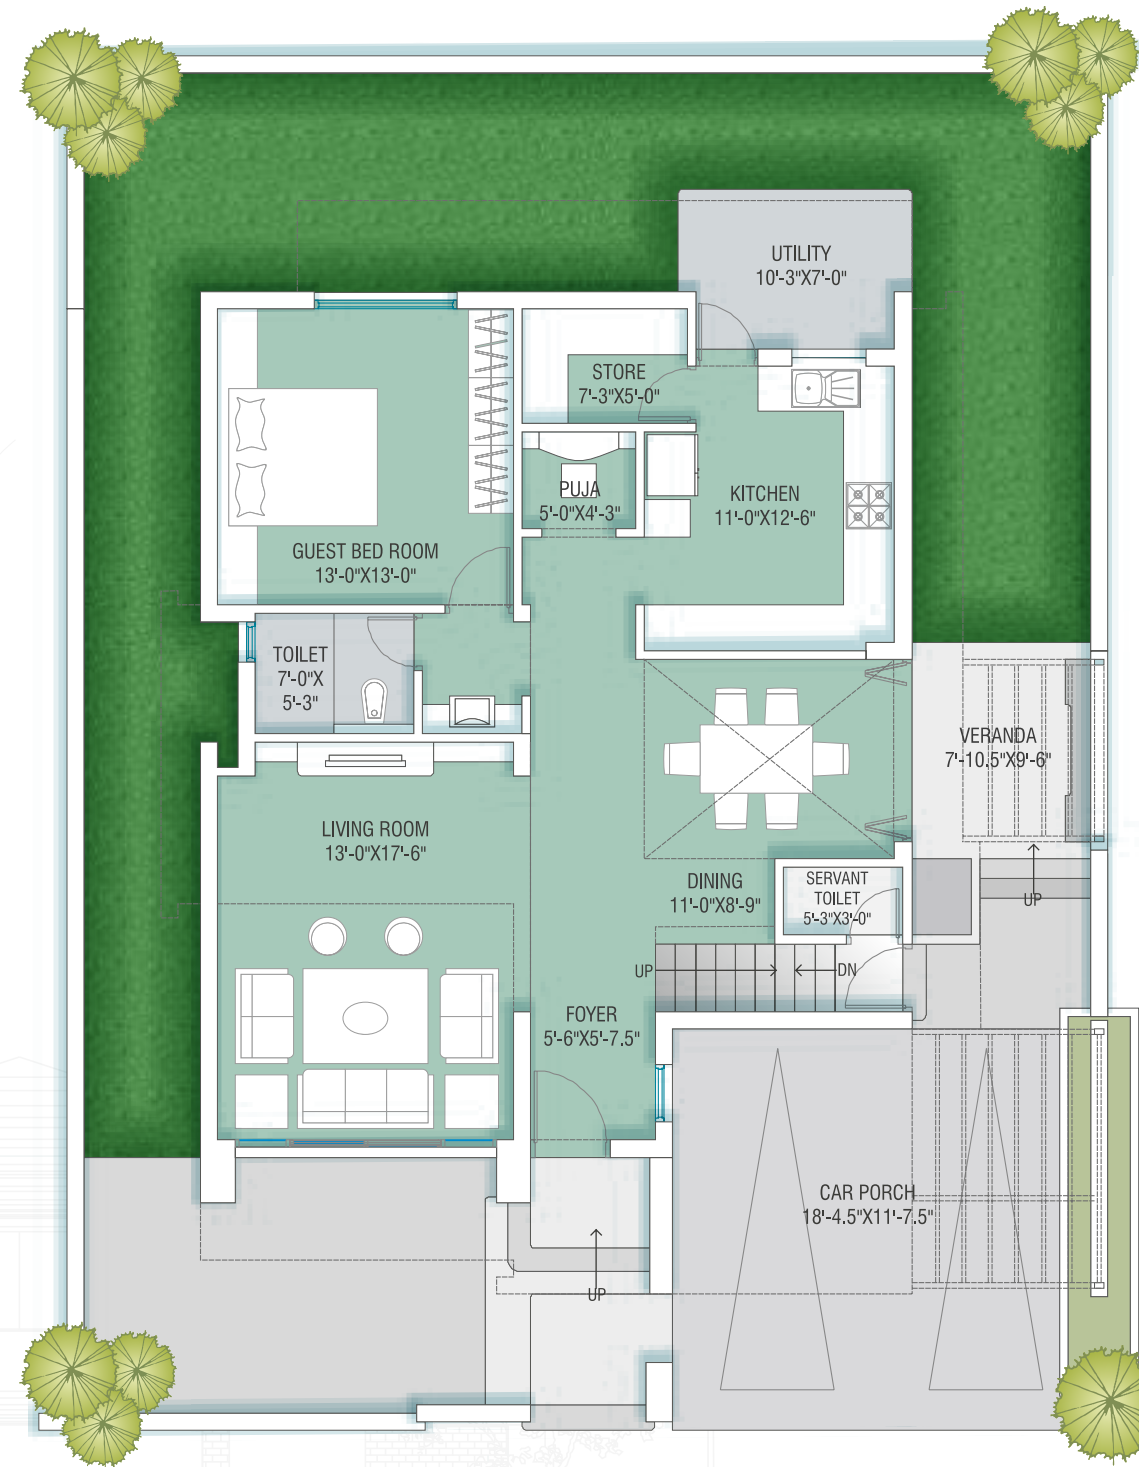 UTILITY
10'-3"X7'-0"
STORE
7'-3"X5'-0"
PUJA
5'-0"X4'-3"
KITCHEN
11'-0"X12'-6"
GUEST BED ROOM
13'-0"X13'-0"
TOILET
7'-0"X
5'-3"
VERANDA
7'-10.5"X9'-6"
LIVING ROOM
13'-0"X17'-6"
DINING
11'-0"X8'-9"
SERVANT
TOILET
5'-3"X3'-0"
UP
UP
DN
FOYER
5'-6"X5'-7.5"
CAR PORCH
18'-4.5"X11'-7.5"
UP